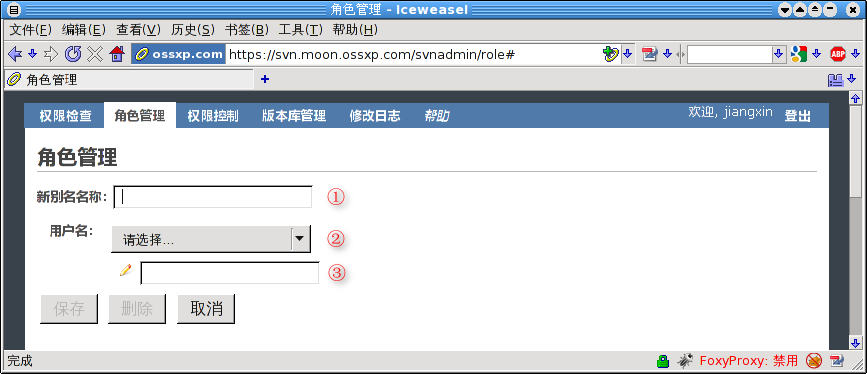 角色管理 - Iceweasel
文件(F) 编辑(E) 查看(V) 历史(S) 书签(B) 工具(T) 帮助(H)
ossxp.com https://svn.moon.ossxp.com/svnadmin/role#
ABP
角色管理 +
权限检查 角色管理 权限控制 版本库管理 修改日志 帮助 欢迎, jiangxin 登出
角色管理
新别名名称: ①
用户名: 请选择... ②
③
保存 删除 取消
完成 FoxyProxy: 禁用